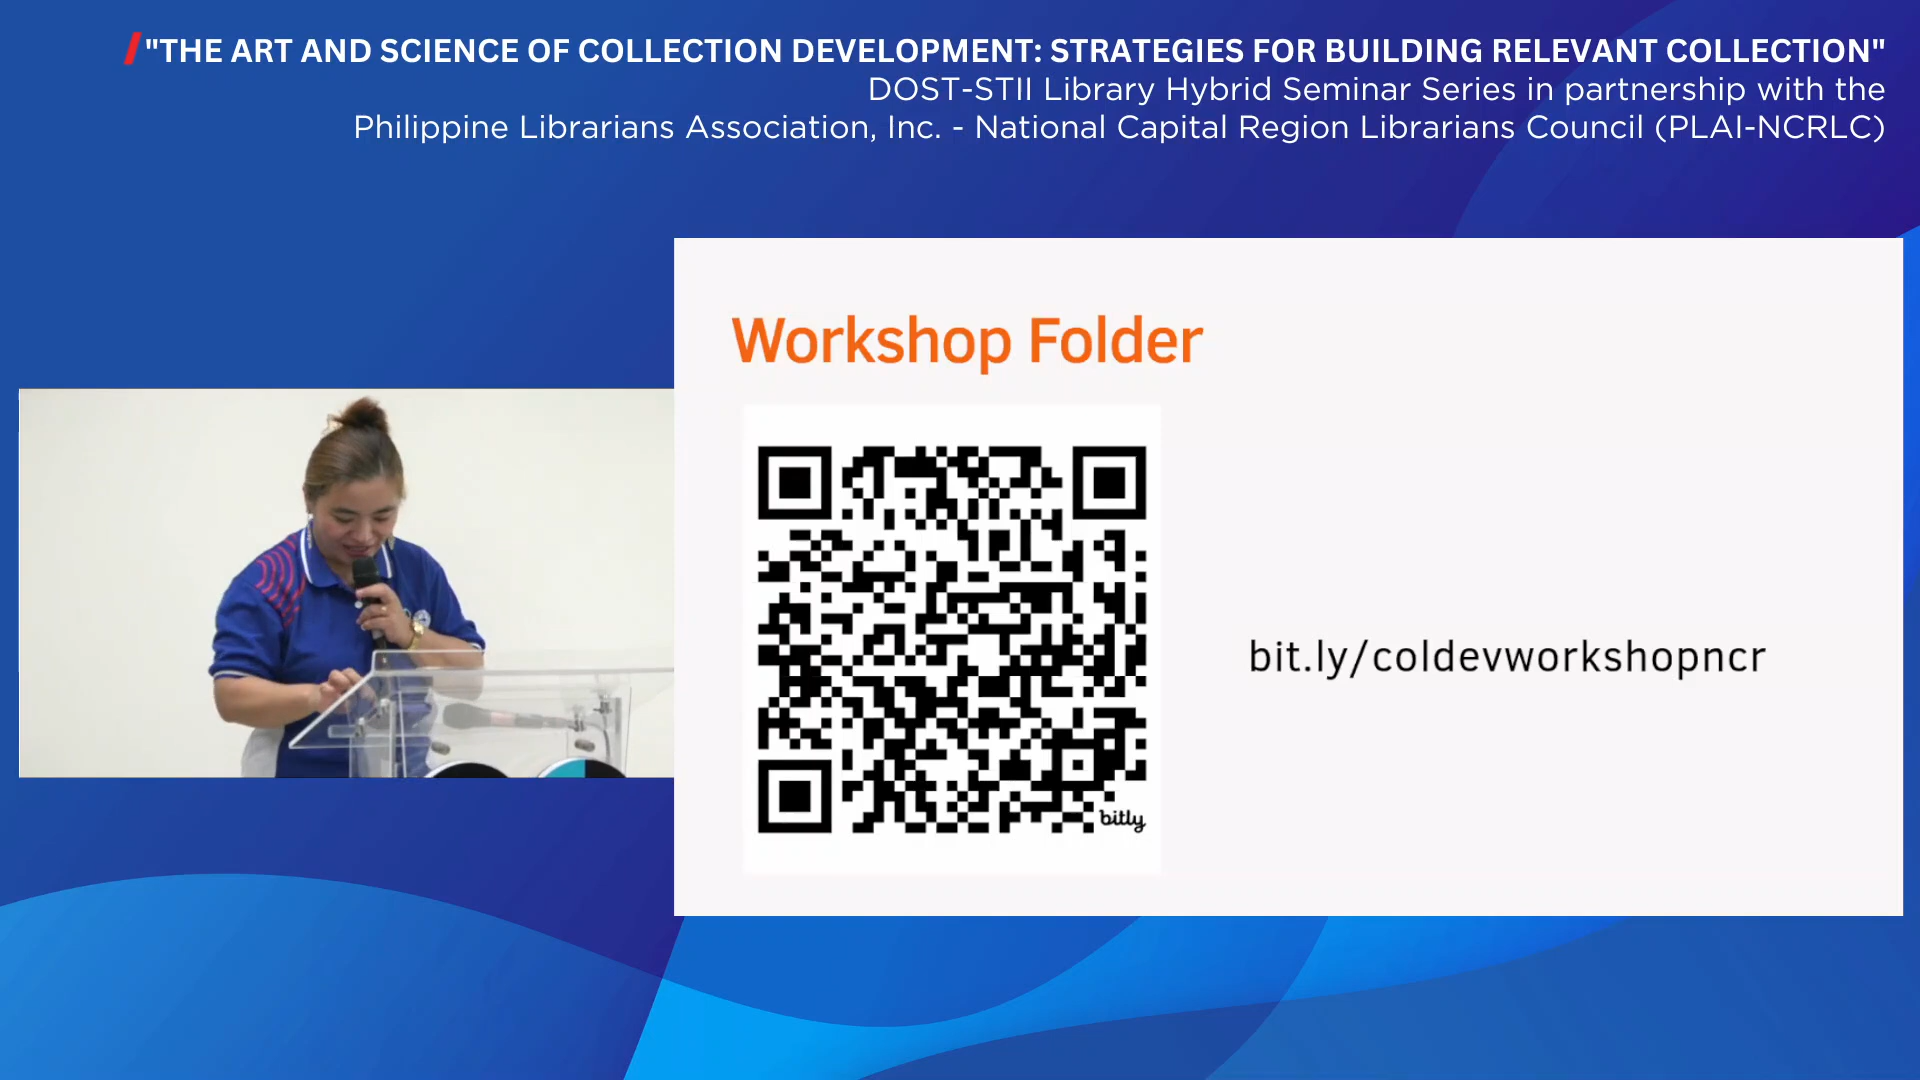 "THE ART AND SCIENCE OF COLLECTION DEVELOPMENT: STRATEGIES FOR BUILDING RELEVANT COLLECTION"
DOST-STII Library Hybrid Seminar Series in partnership with the
Philippine Librarians Association, Inc. - National Capital Region Librarians Council (PLAI-NCRLC)
Workshop Folder
bit.ly/coldevworkshopncr
bitly